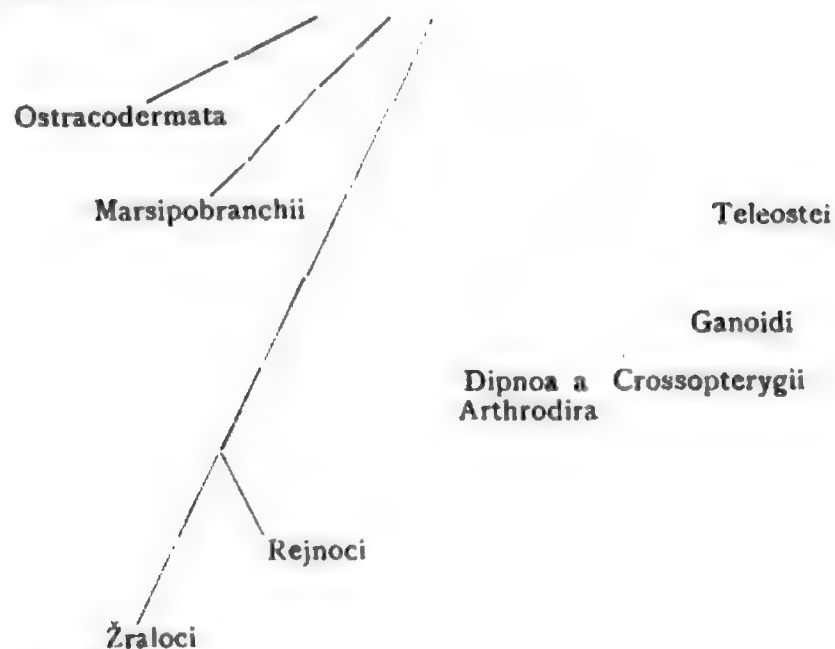 Ostracodermata
Marsipobranchii
Teleostei
Ganoidi
Dipnoa a Crossopterygii
Arthrodira
Rejnoci
Žraloci